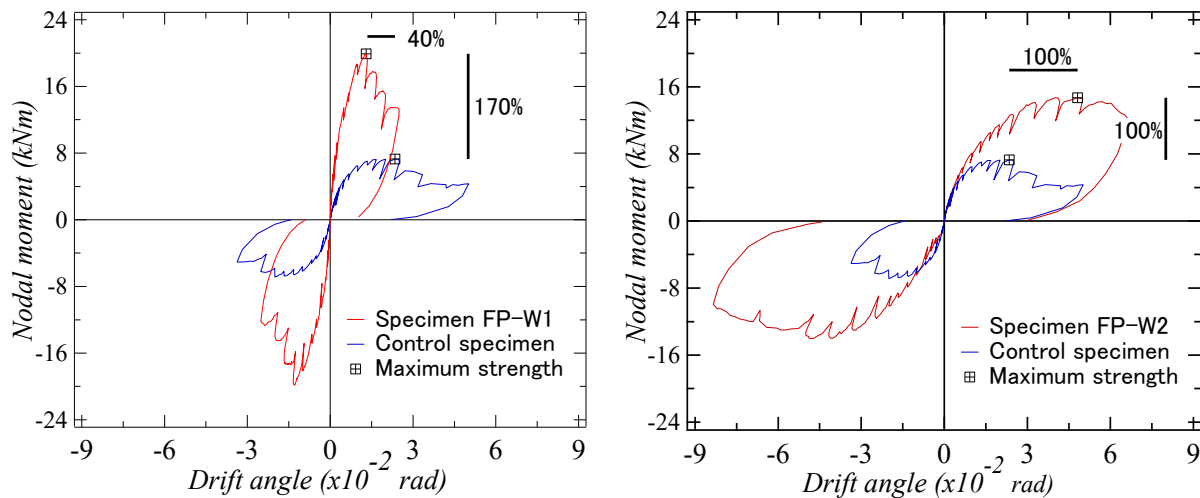 24
16
8
0
-8
-16
-24
Nodal moment (kNm)
40%
170%
Specimen FP-W1
Control specimen
Maximum strength
-9 -6 -3 0 3 6 9
Drift angle (x10-2 rad)
24
16
8
0
-8
-16
-24
Nodal moment (kNm)
100%
100%
Specimen FP-W2
Control specimen
Maximum strength
-9 -6 -3 0 3 6 9
Drift angle (x10-2 rad)